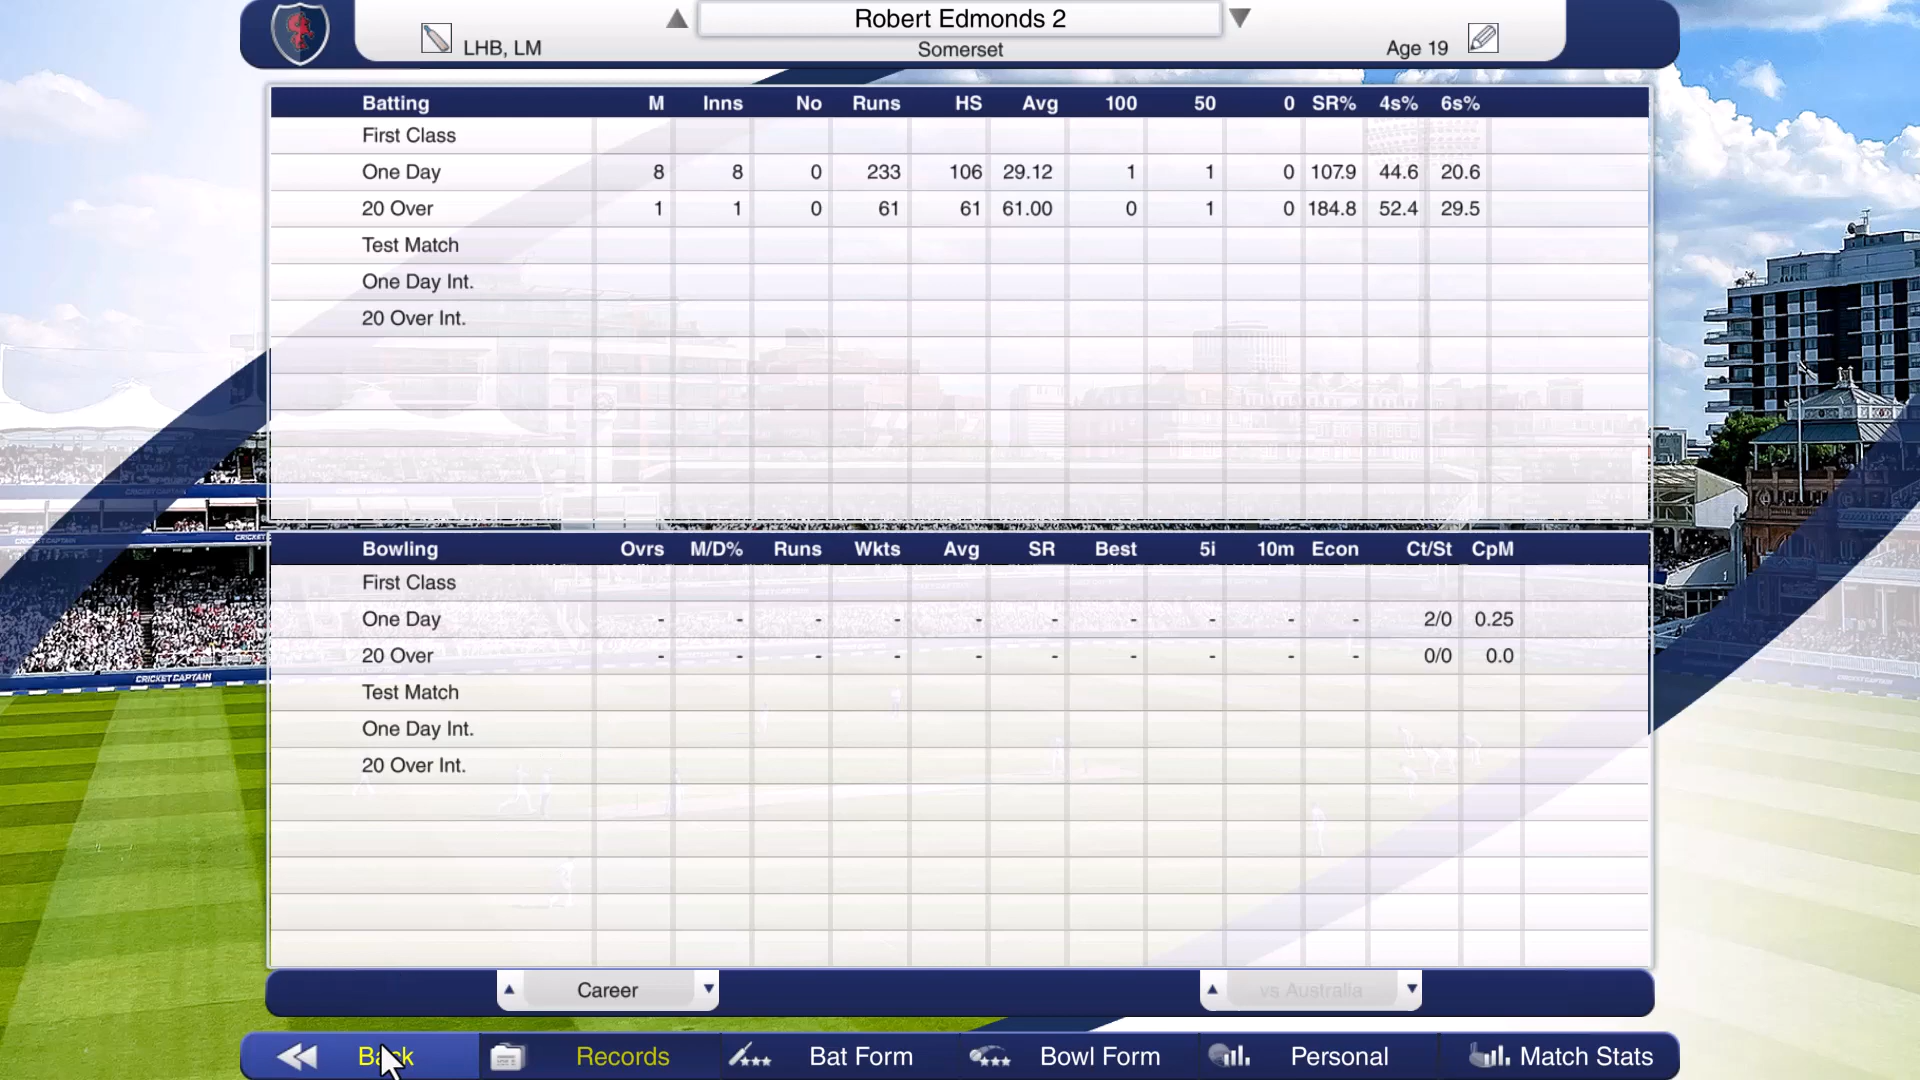 Robert Edmonds 2
LHB, LM
Somerset
Age 19
Batting M Inns No Runs HS Avg 100 50 0 SR% 4s% 6s%
First Class
One Day 8 8 0 233 106 29.12 1 1 0 107.9 44.6 20.6
20 Over 1 1 0 61 61 61.00 0 1 0 184.8 52.4 29.5
Test Match
One Day Int.
20 Over Int.
Bowling Ovrs M/D% Runs Wkts Avg SR Best 5i 10m Econ Ct/St CpM
First Class
One Day - - - - - - - - - - 2/0 0.25
20 Over - - - - - - - - - - 0/0 0.0
Test Match
One Day Int.
20 Over Int.
CRICKET CAPTAIN
Career
vs Australia
Back
Records
Bat Form
Bowl Form
Personal
Match Stats